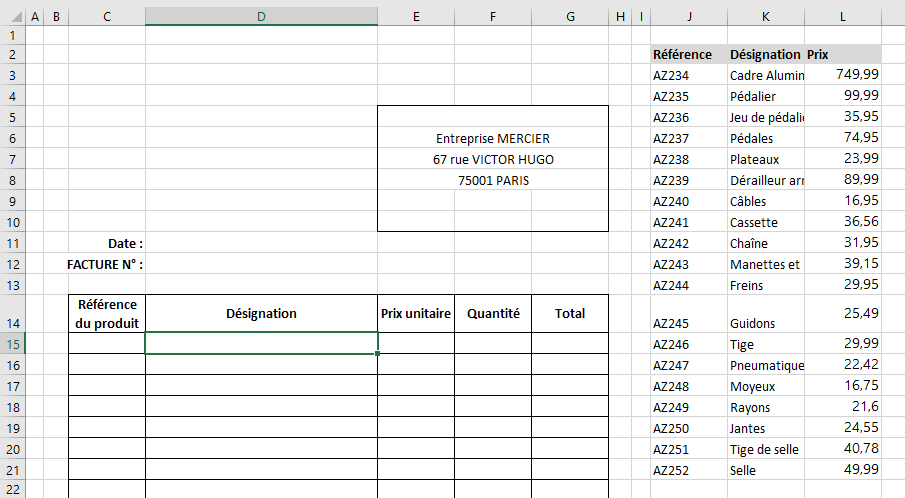 A B C D E F G H I J K L
1
2 Référence Désignation Prix
3 AZ234 Cadre Alumin 749,99
4 AZ235 Pédalier 99,99
5 AZ236 Jeu de pédali 35,95
6 Entreprise MERCIER AZ237 Pédales 74,95
7 67 rue VICTOR HUGO AZ238 Plateaux 23,99
8 75001 PARIS AZ239 Dérailleur arr 89,99
9 AZ240 Câbles 16,95
10 AZ241 Cassette 36,56
11 Date : AZ242 Chaîne 31,95
12 FACTURE N° : AZ243 Manettes et 39,15
13 AZ244 Freins 29,95
Référence
du produit Désignation Prix unitaire Quantité Total 25,49
14 AZ245 Guidons
15 AZ246 Tige 29,99
16 AZ247 Pneumatique 22,42
17 AZ248 Moyeux 16,75
18 AZ249 Rayons 21,6
19 AZ250 Jantes 24,55
20 AZ251 Tige de selle 40,78
21 AZ252 Selle 49,99
22